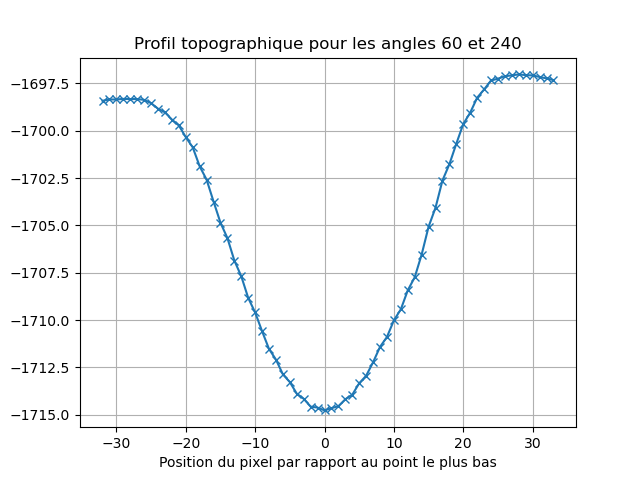 Profil topographique pour les angles 60 et 240
−1697.5
−1700.0
−1702.5
−1705.0
−1707.5
−1710.0
−1712.5
−1715.0
−30 −20 −10 0 10 20 30
Position du pixel par rapport au point le plus bas